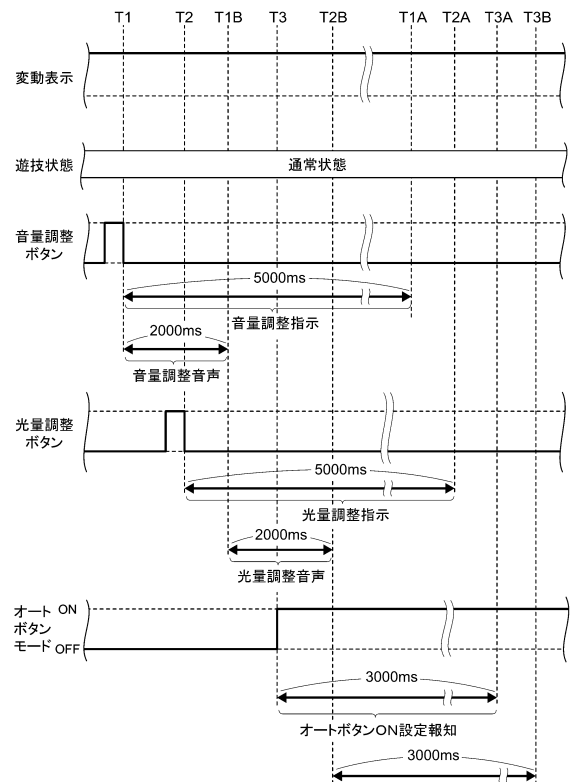 T1 T2 T1B T3 T2B T1A T2A T3A T3B
変動表示
遊技状態
通常状態
音量調整
ボタン
5000ms
音量調整指示
2000ms
音量調整音声
光量調整
ボタン
5000ms
光量調整指示
2000ms
光量調整音声
オート ON
ボタン
モード OFF
3000ms
オートボタンON設定報知
3000ms